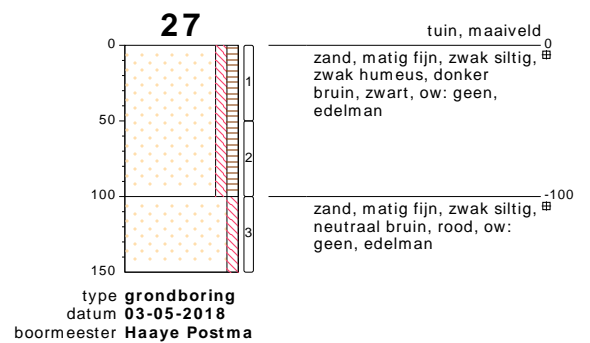 27
tuin, maaiveld
0
0
zand, matig fijn, zwak siltig,
zwak humeus, donker
bruin, zwart, ow: geen,
edelman
1
50
2
100
-100
zand, matig fijn, zwak siltig,
neutraal bruin, rood, ow:
geen, edelman
3
150
type grondboring
datum 03-05-2018
boormeester Haaye Postma